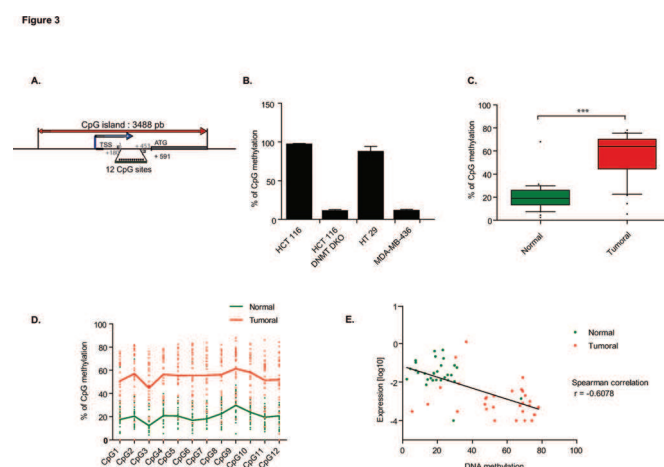 Figure 3
A.
CpG island : 3488 pb
TSS
ATG
+ 591
12 CpG sites
B.
% of CpG methylation
150
100
50
0
HCT 116
HCT 116
DNMT DKO
HT 29
MDA-MB-436
C.
% of CpG methylation
100
80
60
40
20
0
***
Normal
Tumoral
D.
Normal
Tumoral
% of CpG methylation
100
80
60
40
20
0
CpG1
CpG2
CpG3
CpG4
CpG5
CpG6
CpG7
CpG8
CpG9
CpG10
CpG11
CpG12
E.
Expression [log10]
1
-0
-2
-4
0
20
40
60
80
100
DNA methylation
Normal
Tumoral
Spearman correlation
r = -0.6078